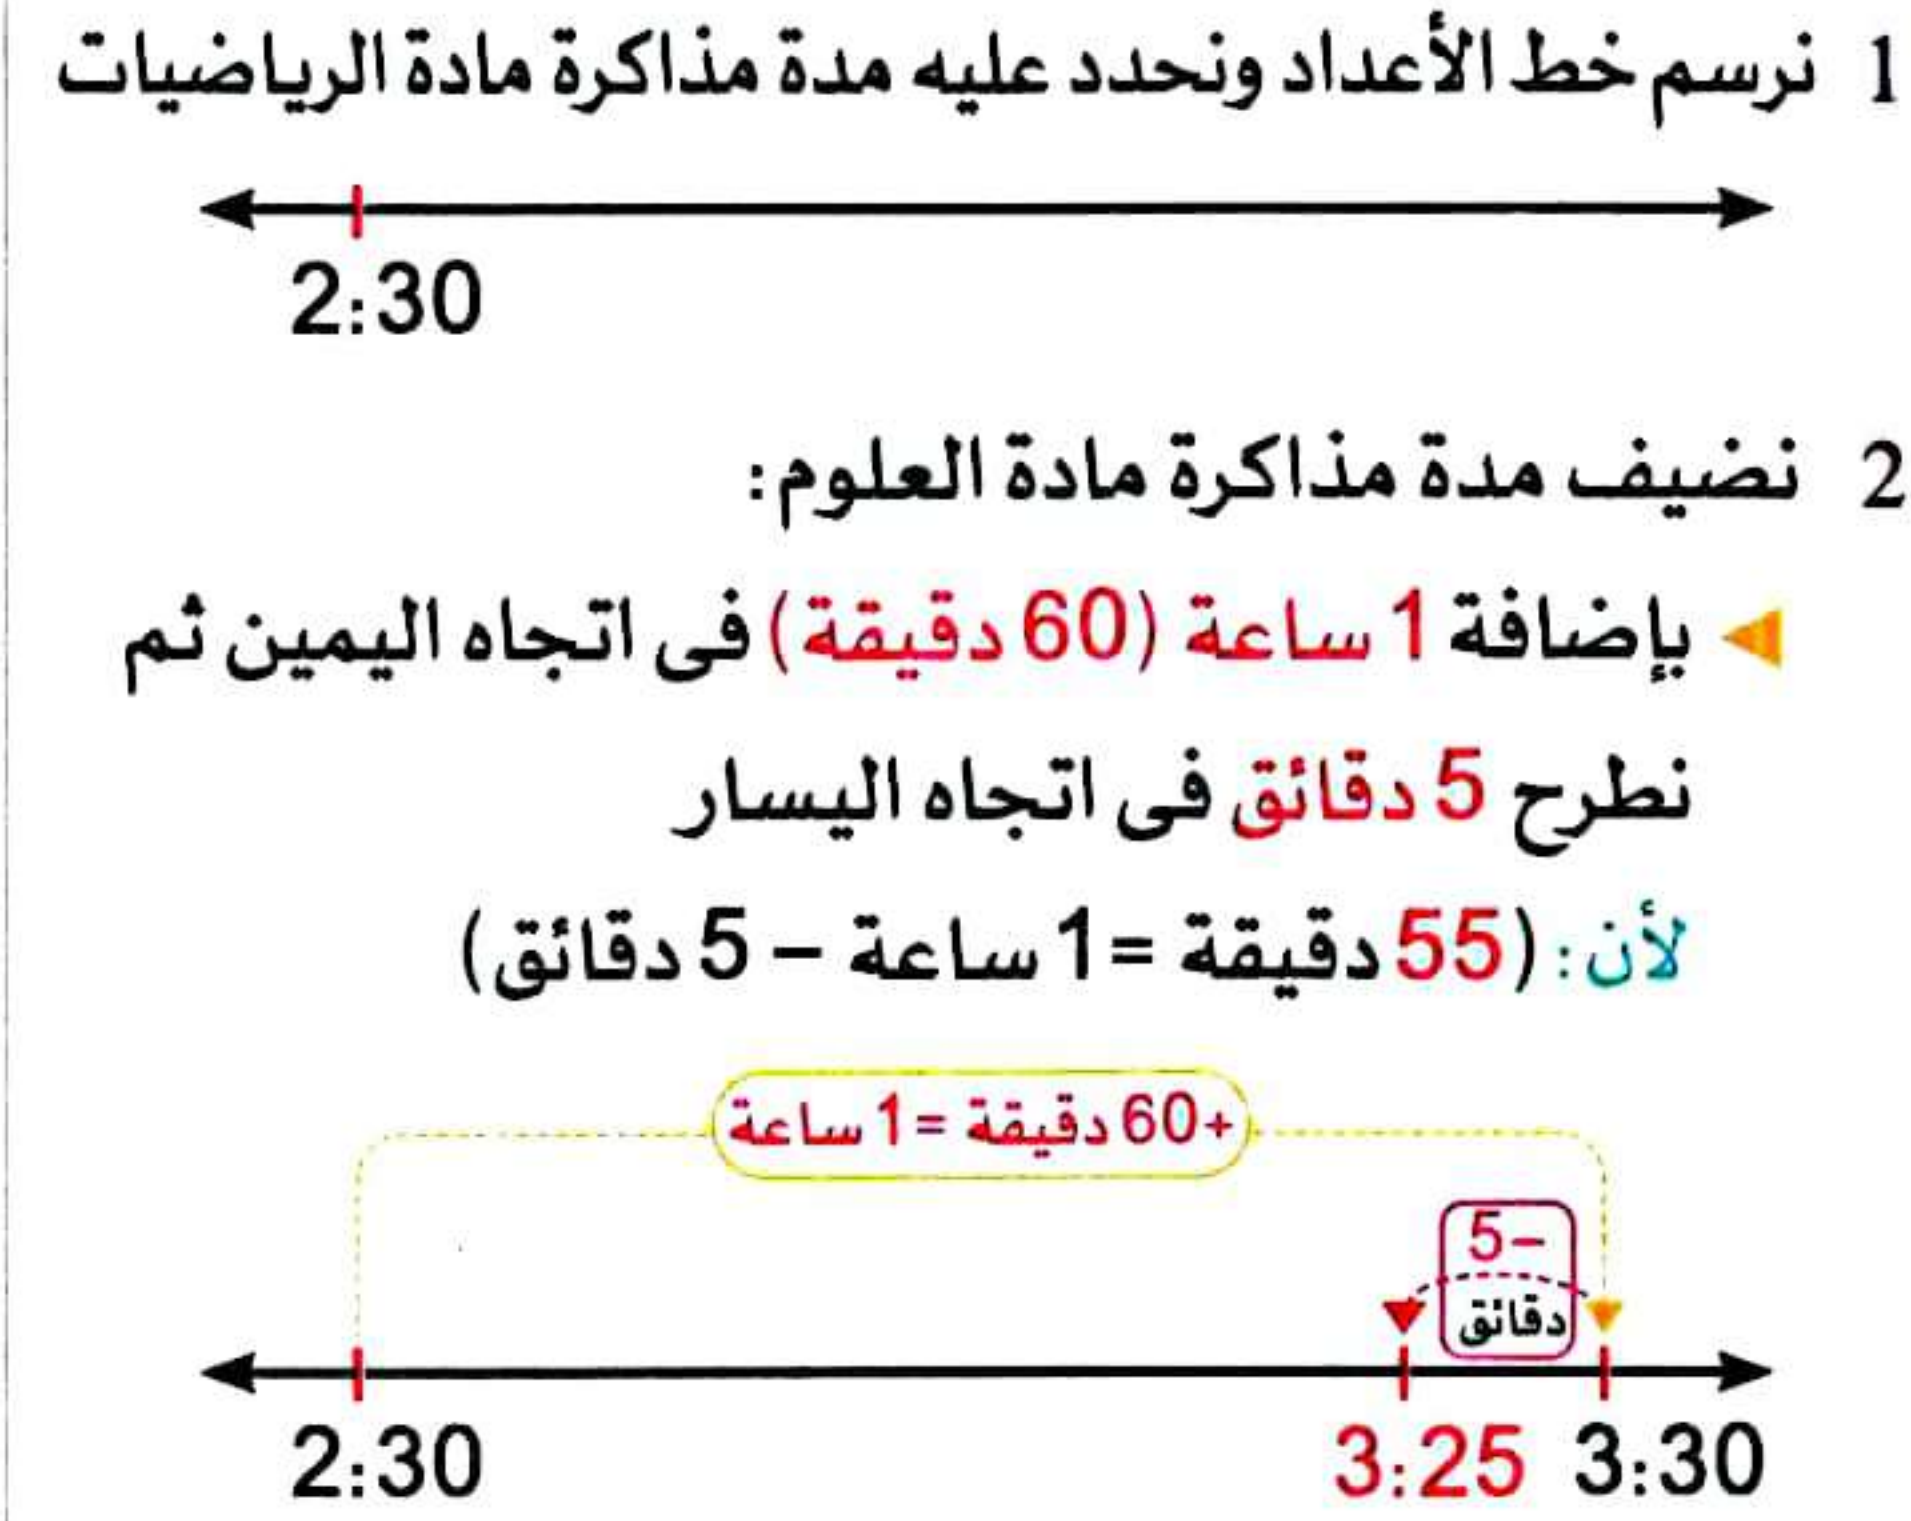 1 نرسم خط الأعداد ونحدد عليه مدة مذاكرة مادة الرياضيات
2:30
2 نضيف مدة مذاكرة مادة العلوم:
بإضافة 1 ساعة (60 دقيقة) فى اتجاه اليمين ثم
نطرح 5 دقائق فى اتجاه اليسار
لأن: (55 دقيقة = 1 ساعة – 5 دقائق)
+60 دقيقة = 1 ساعة
–5
دقائق
2:30 3:25 3:30